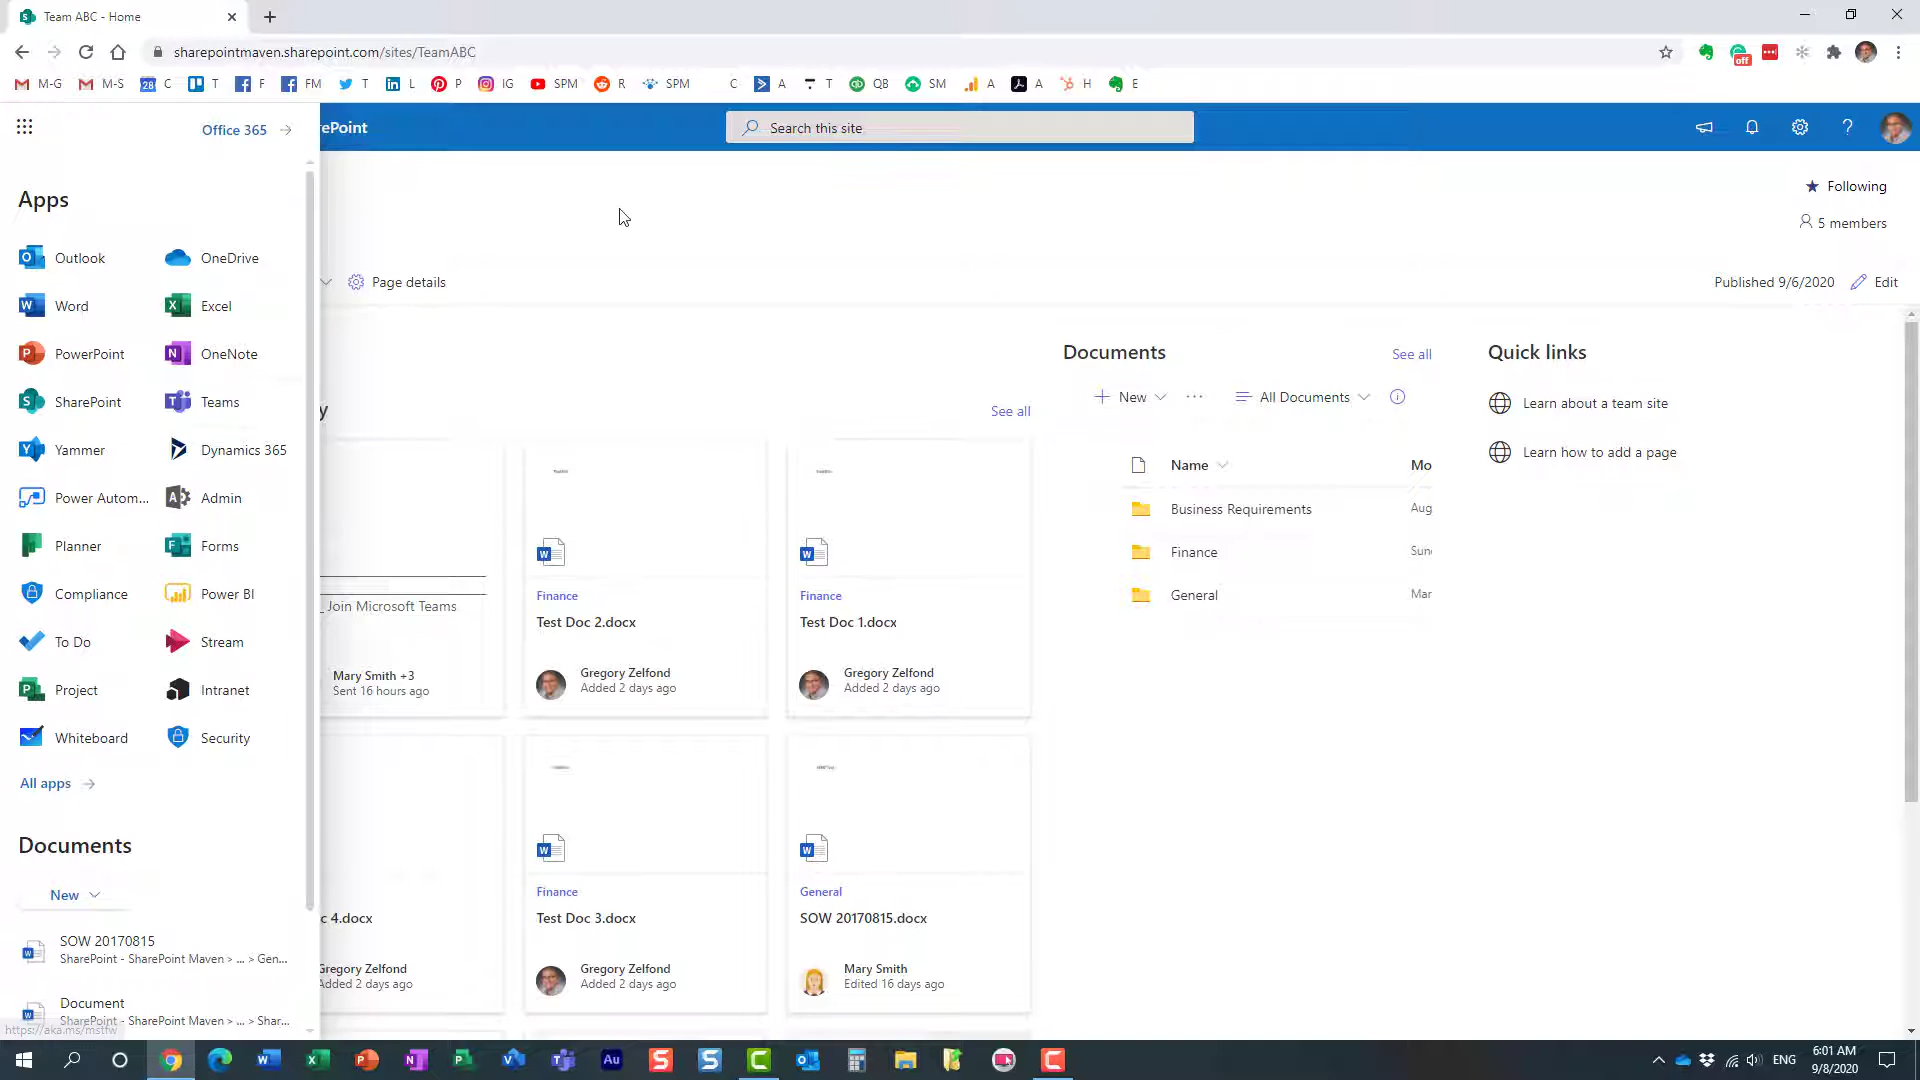 Team ABC - Home
sharepointmaven.sharepoint.com/sites/TeamABC
off
M-G M-S 28 C T F FM T L P IG SPM R SPM C A T QB SM A A H E
Office 365
rePoint
Search this site
Following
5 members
Page details
Published 9/6/2020
Edit
Apps
Outlook OneDrive
Word Excel
PowerPoint OneNote
SharePoint Teams
Yammer Dynamics 365
Power Autom... Admin
Planner Forms
Compliance Power BI
To Do Stream
Project Intranet
Whiteboard Security
All apps
Documents
New
SOW 20170815
SharePoint - SharePoint Maven > ... > Gen...
Document
SharePoint - SharePoint Maven > ... > Shar...
https://aka.ms/mstfw
y
See all
Join Microsoft Teams
Mary Smith +3
Sent 16 hours ago
Finance
Test Doc 2.docx
Gregory Zelfond
Added 2 days ago
Finance
Test Doc 1.docx
Gregory Zelfond
Added 2 days ago
c 4.docx
Gregory Zelfond
Added 2 days ago
Finance
Test Doc 3.docx
Gregory Zelfond
Added 2 days ago
General
SOW 20170815.docx
Mary Smith
Edited 16 days ago
Documents
See all
New
All Documents
Name Mo
Business Requirements Aug
Finance Sun
General Mar
Quick links
Learn about a team site
Learn how to add a page
ENG
6:01 AM
9/8/2020